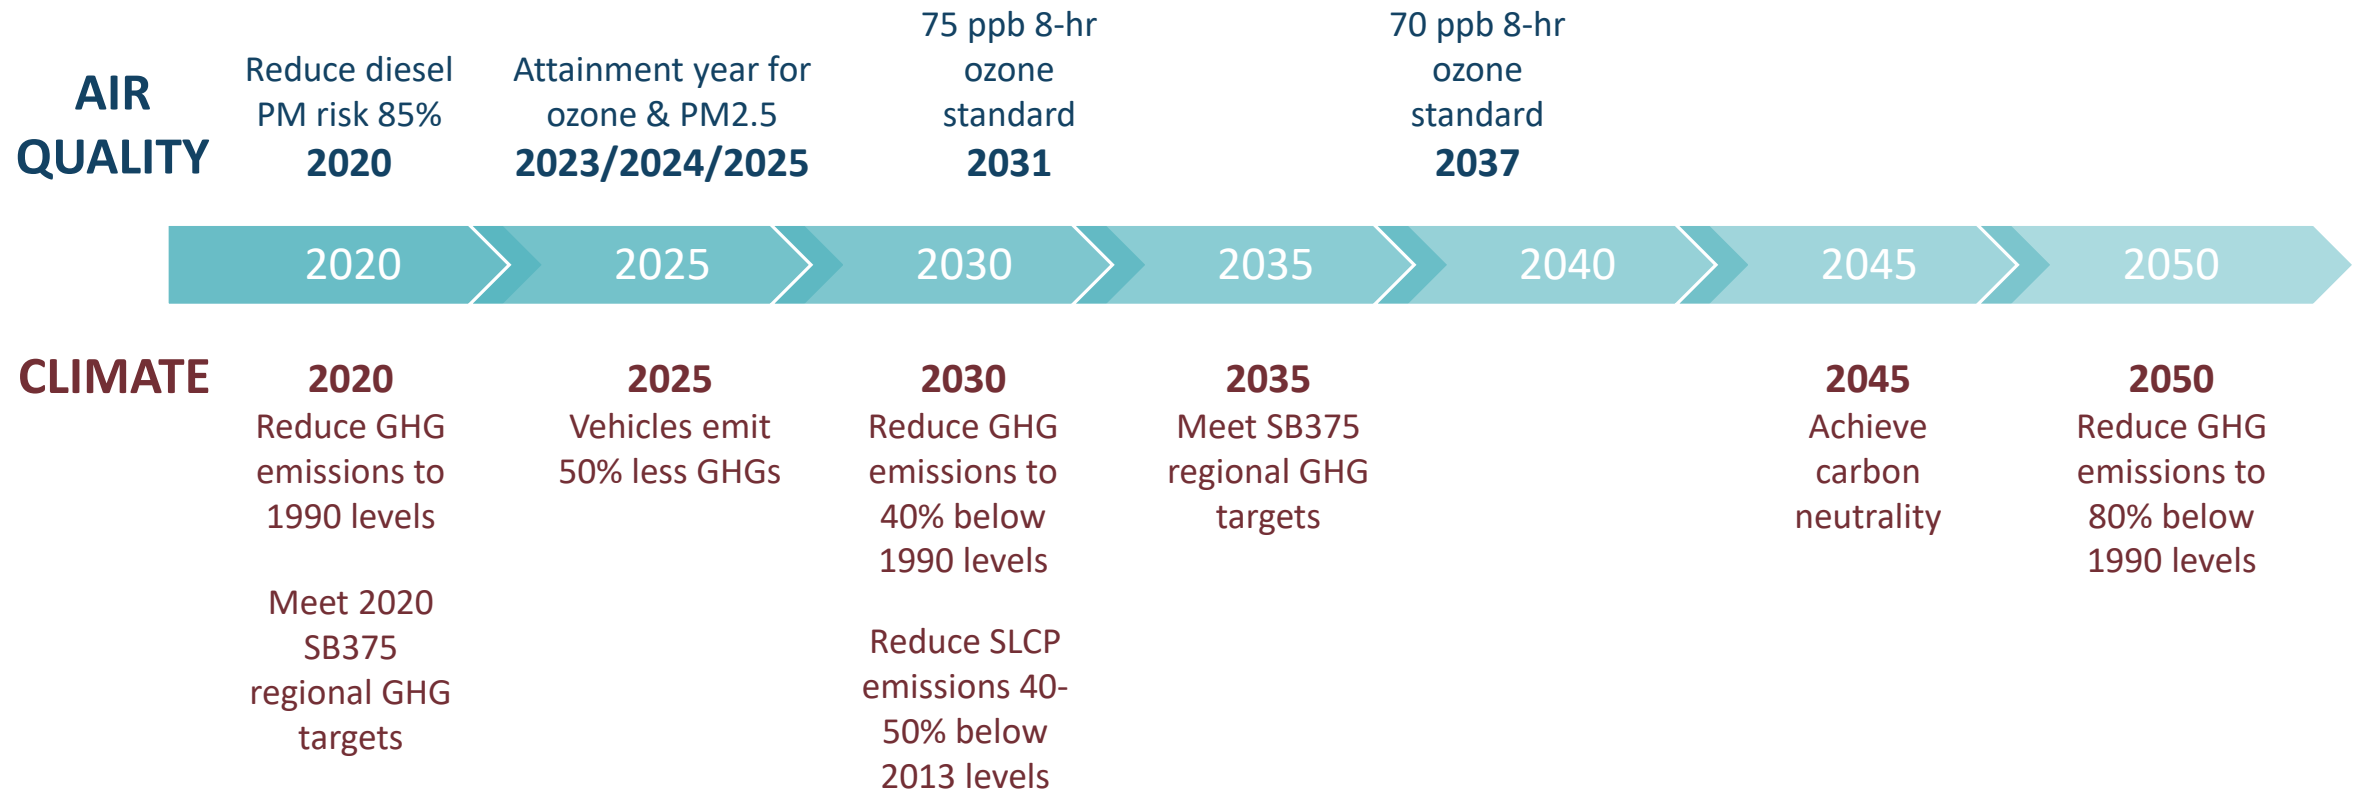 AIR
QUALITY
Reduce diesel
PM risk 85%
2020
Attainment year for
ozone & PM2.5
2023/2024/2025
75 ppb 8-hr
ozone
standard
2031
70 ppb 8-hr
ozone
standard
2037
2020
2025
2030
2035
2040
2045
2050
CLIMATE
2020
Reduce GHG
emissions to
1990 levels
Meet 2020
SB375
regional GHG
targets
2025
Vehicles emit
50% less GHGs
2030
Reduce GHG
emissions to
40% below
1990 levels
Reduce SLCP
emissions 40-
50% below
2013 levels
2035
Meet SB375
regional GHG
targets
2045
Achieve
carbon
neutrality
2050
Reduce GHG
emissions to
80% below
1990 levels